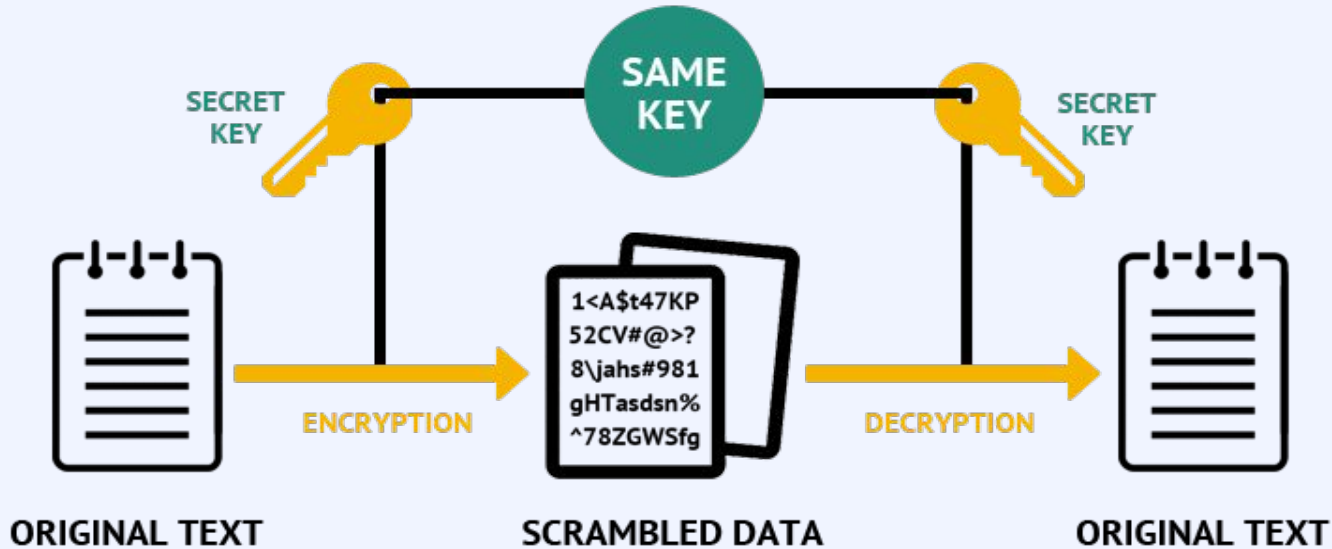 SAME
KEY
SECRET
KEY
SECRET
KEY
1<A$t47KP
52CV#@>?
8\jahs#981
gHTasdsn%
^78ZGWSfg
ENCRYPTION
DECRYPTION
ORIGINAL TEXT
SCRAMBLED DATA
ORIGINAL TEXT